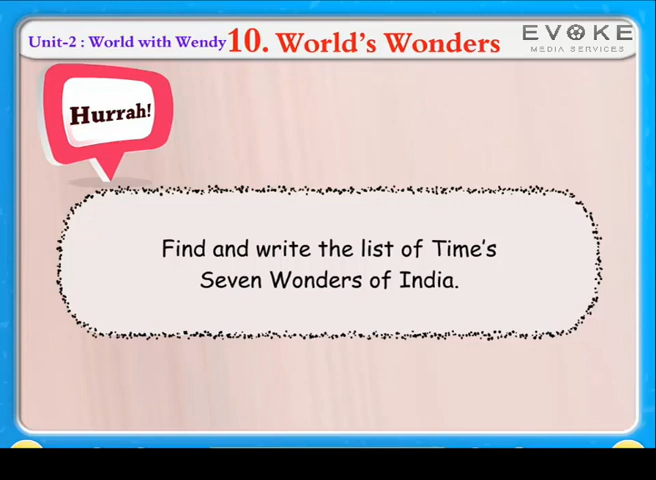 Unit-2 : World with Wendy 10. World's Wonders
EVOKE
MEDIA SERVICES
Hurrah!
Find and write the list of Time's
Seven Wonders of India.